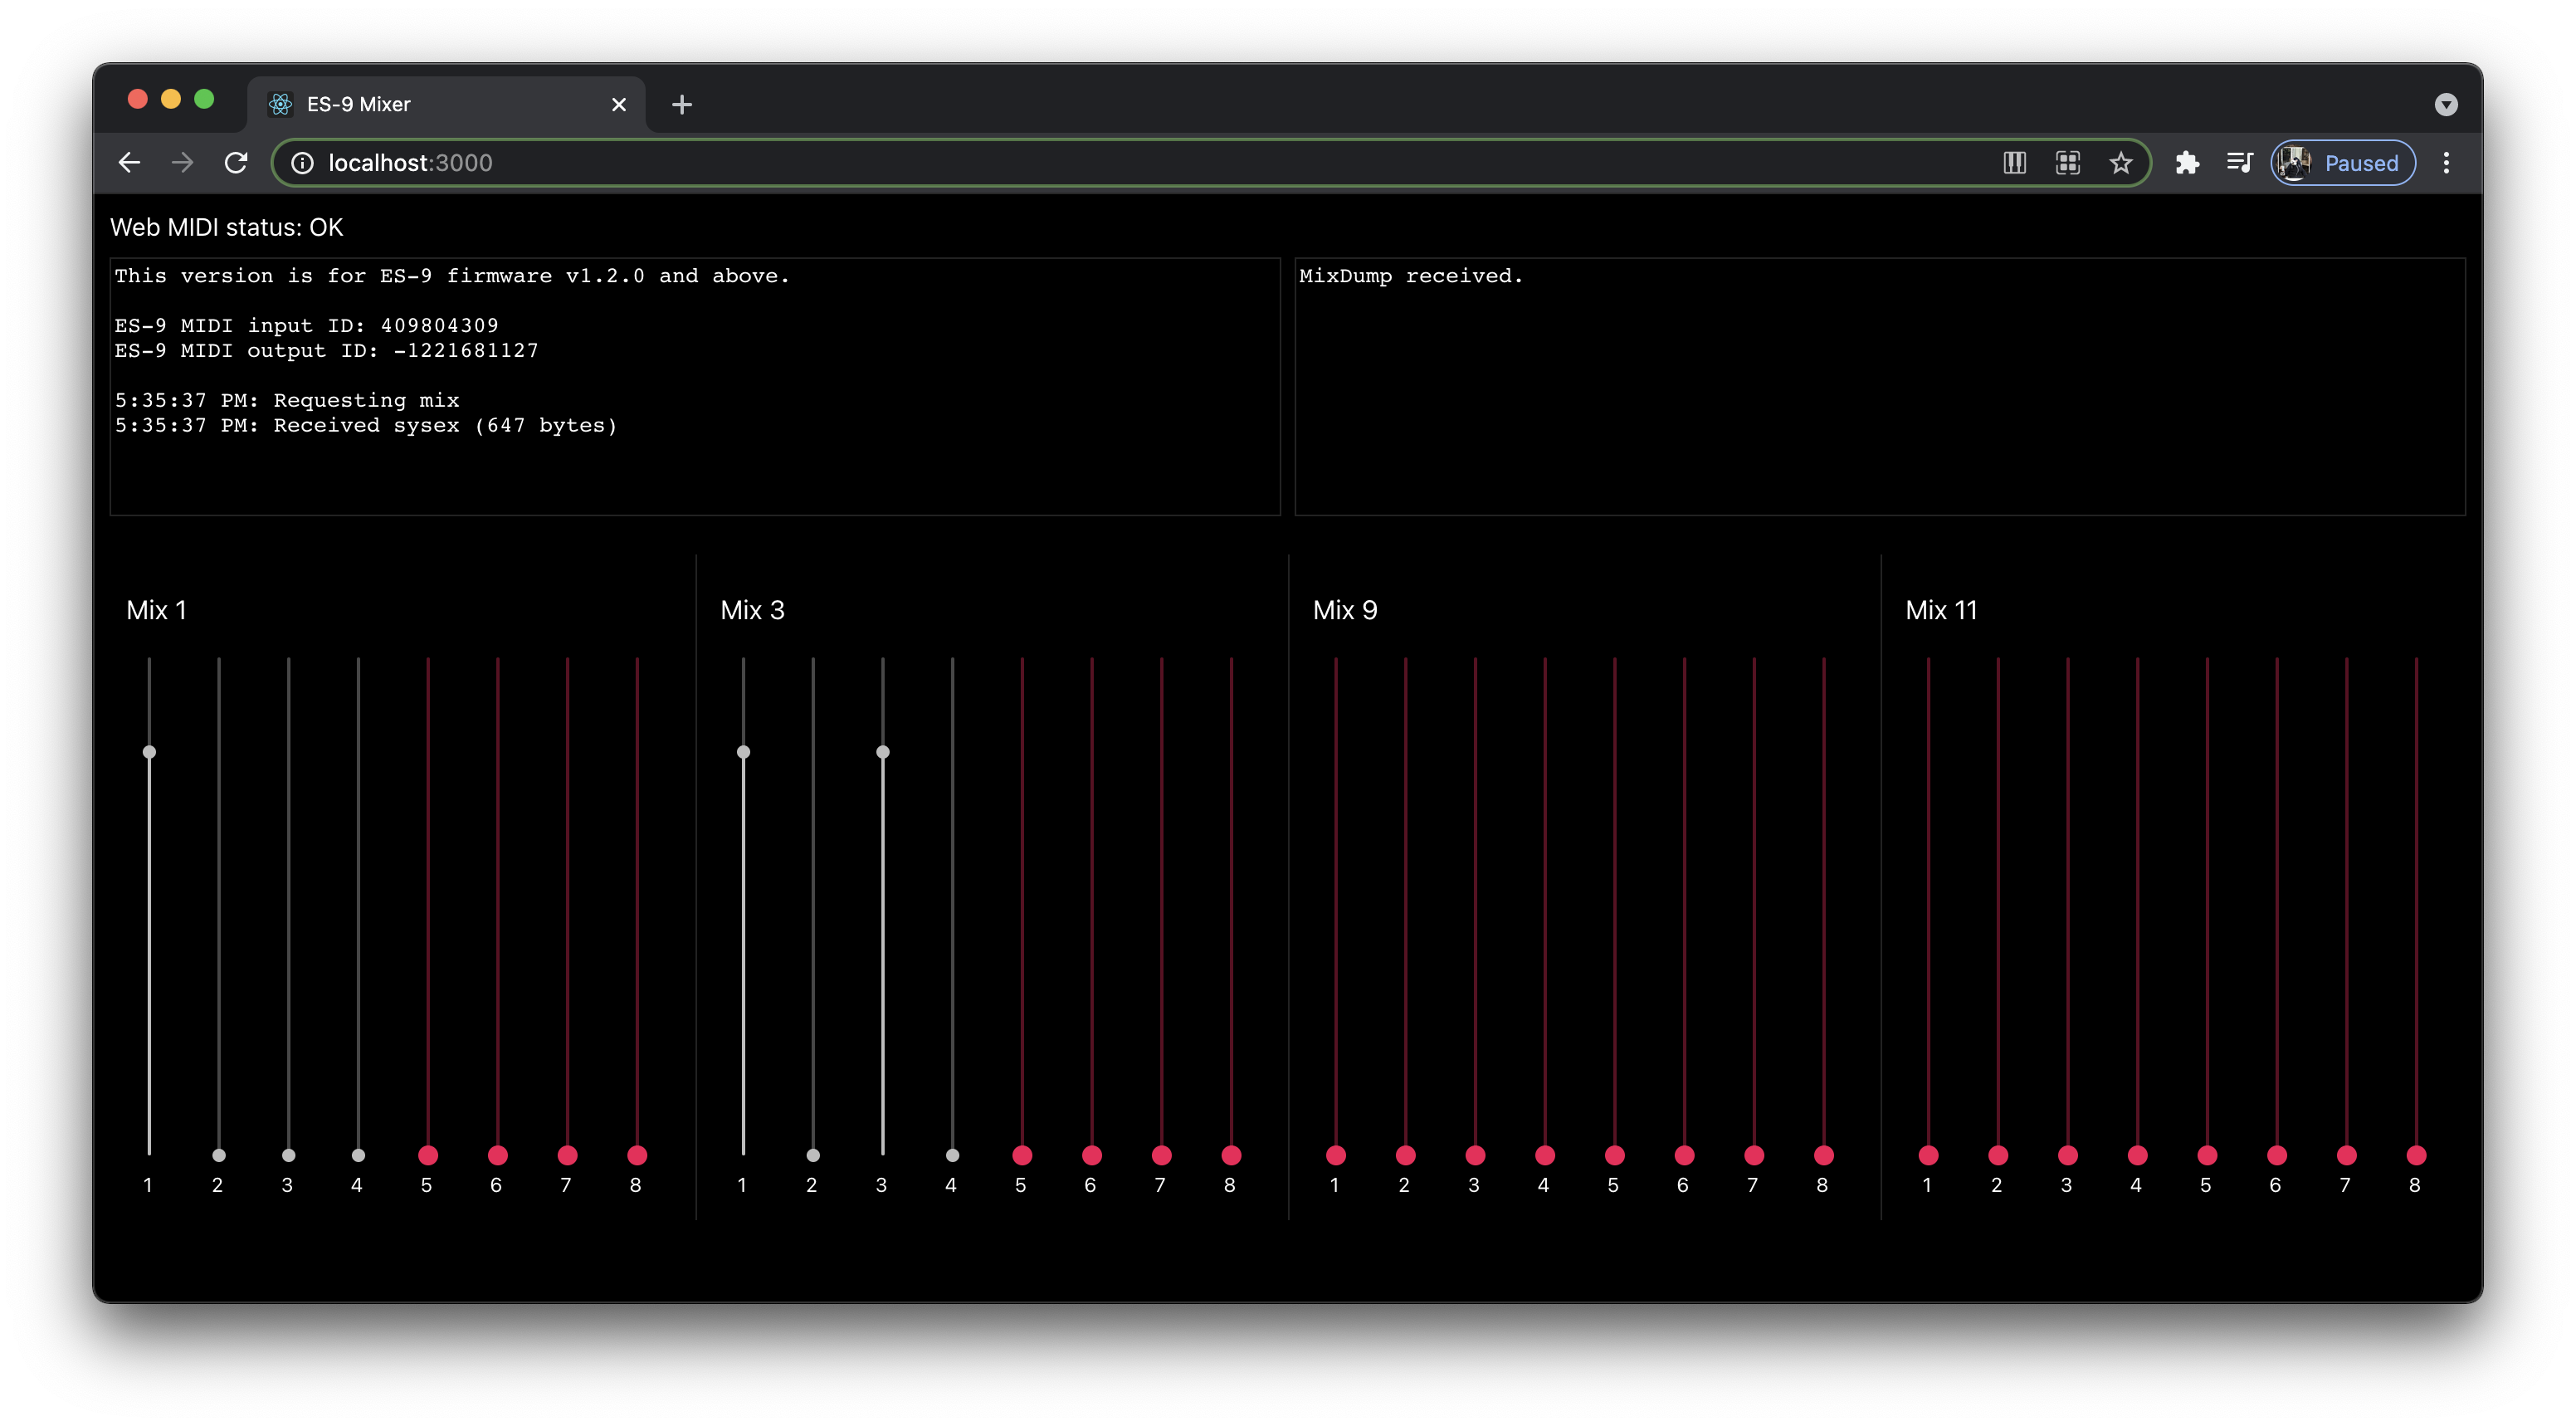 ES-9 Mixer
localhost:3000
Paused
Web MIDI status: OK
This version is for ES-9 firmware v1.2.0 and above.
ES-9 MIDI input ID: 409804309
ES-9 MIDI output ID: -1221681127
5:35:37 PM: Requesting mix
5:35:37 PM: Received sysex (647 bytes)
MixDump received.
Mix 1
1 2 3 4 5 6 7 8
Mix 3
1 2 3 4 5 6 7 8
Mix 9
1 2 3 4 5 6 7 8
Mix 11
1 2 3 4 5 6 7 8